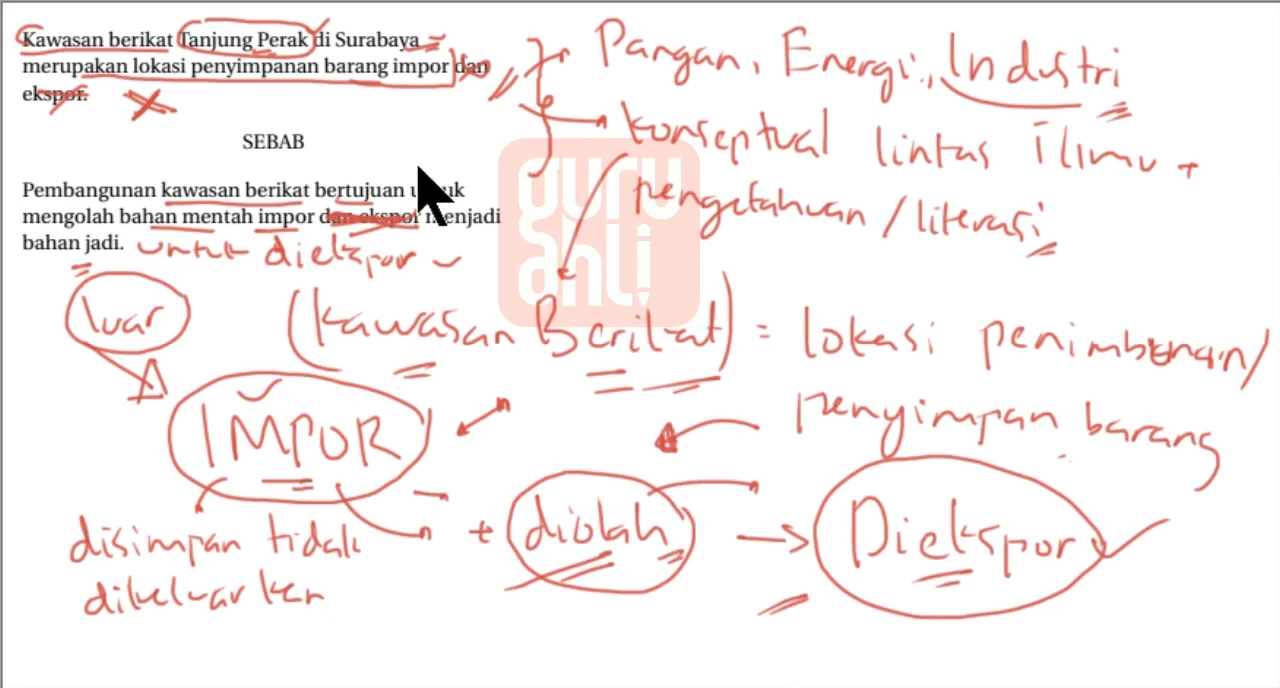 Kawasan berikat Tanjung Perak di Surabaya
merupakan lokasi penyimpanan barang impor dan
ekspor.
SEBAB
Pembangunan kawasan berikat bertujuan untuk
mengolah bahan mentah impor dan ekspor menjadi
bahan jadi. untuk diekspor
Pangan, Energi, Industri
konseptual lintas ilmu +
pengetahuan / literasi
guru
ahli
luar
(Kawasan Berikat) = lokasi penimbunan/
penyimpan barang
IMPOR
+ diolah → Diekspor
disimpan tidak
dikeluarken